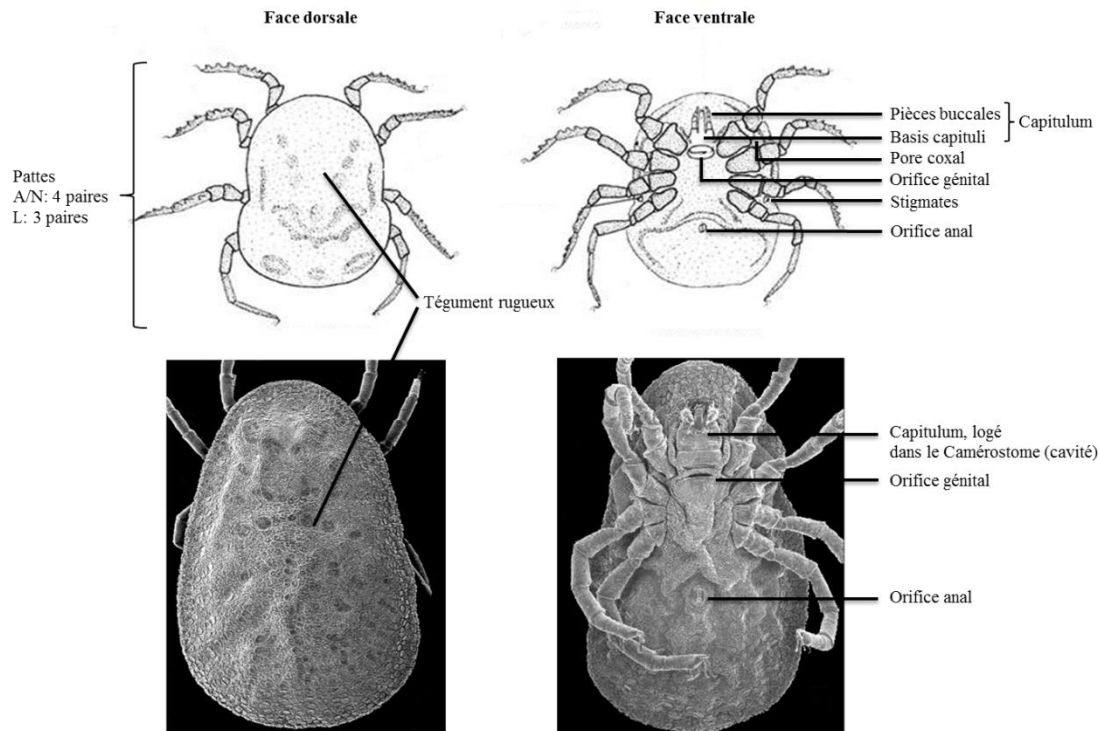 Face dorsale
Face ventrale
Pattes
A/N: 4 paires
L: 3 paires
Pièces buccales
Basis capituli
Capitulum
Pore coxal
Orifice génital
Stigmates
Orifice anal
Tégument rugueux
Capitulum, logé
dans le Camérostome (cavité)
Orifice génital
Orifice anal